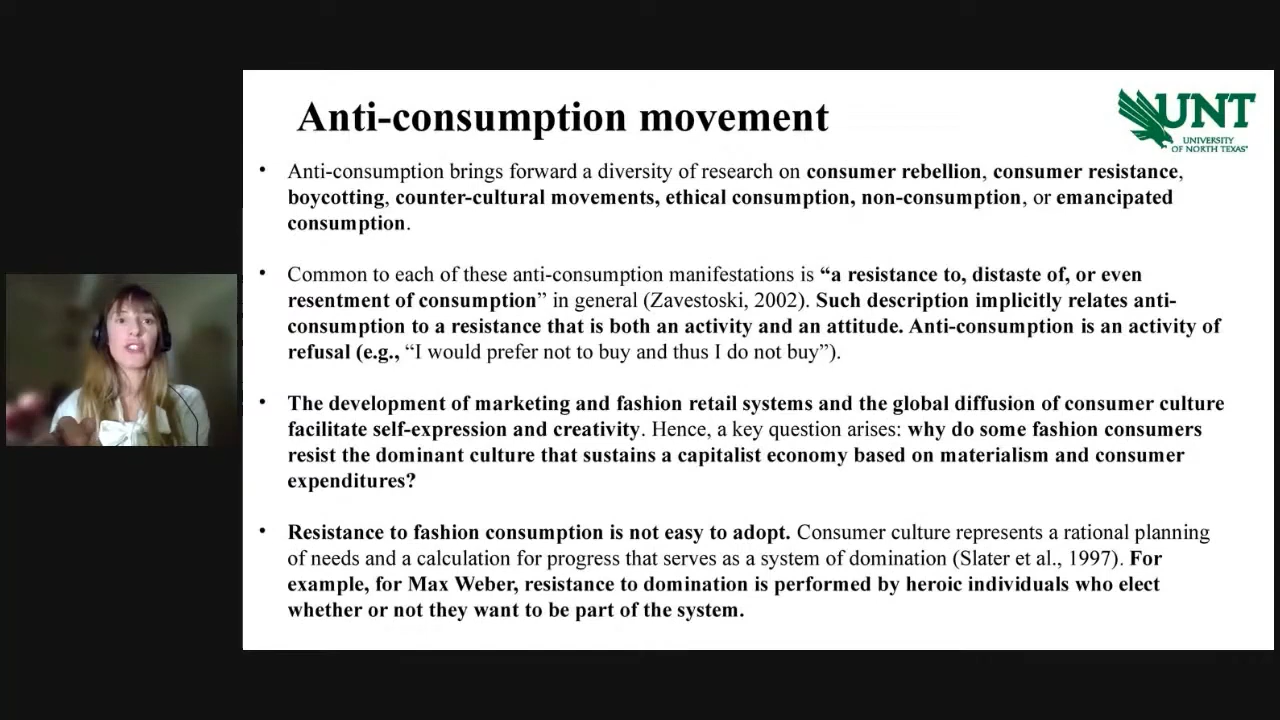 Anti-consumption movement
UNT
UNIVERSITY
OF NORTH TEXAS
• Anti-consumption brings forward a diversity of research on consumer rebellion, consumer resistance,
boycotting, counter-cultural movements, ethical consumption, non-consumption, or emancipated
consumption.
• Common to each of these anti-consumption manifestations is “a resistance to, distaste of, or even
resentment of consumption” in general (Zavestoski, 2002). Such description implicitly relates anti-
consumption to a resistance that is both an activity and an attitude. Anti-consumption is an activity of
refusal (e.g., “I would prefer not to buy and thus I do not buy”).
• The development of marketing and fashion retail systems and the global diffusion of consumer culture
facilitate self-expression and creativity. Hence, a key question arises: why do some fashion consumers
resist the dominant culture that sustains a capitalist economy based on materialism and consumer
expenditures?
• Resistance to fashion consumption is not easy to adopt. Consumer culture represents a rational planning
of needs and a calculation for progress that serves as a system of domination (Slater et al., 1997). For
example, for Max Weber, resistance to domination is performed by heroic individuals who elect
whether or not they want to be part of the system.